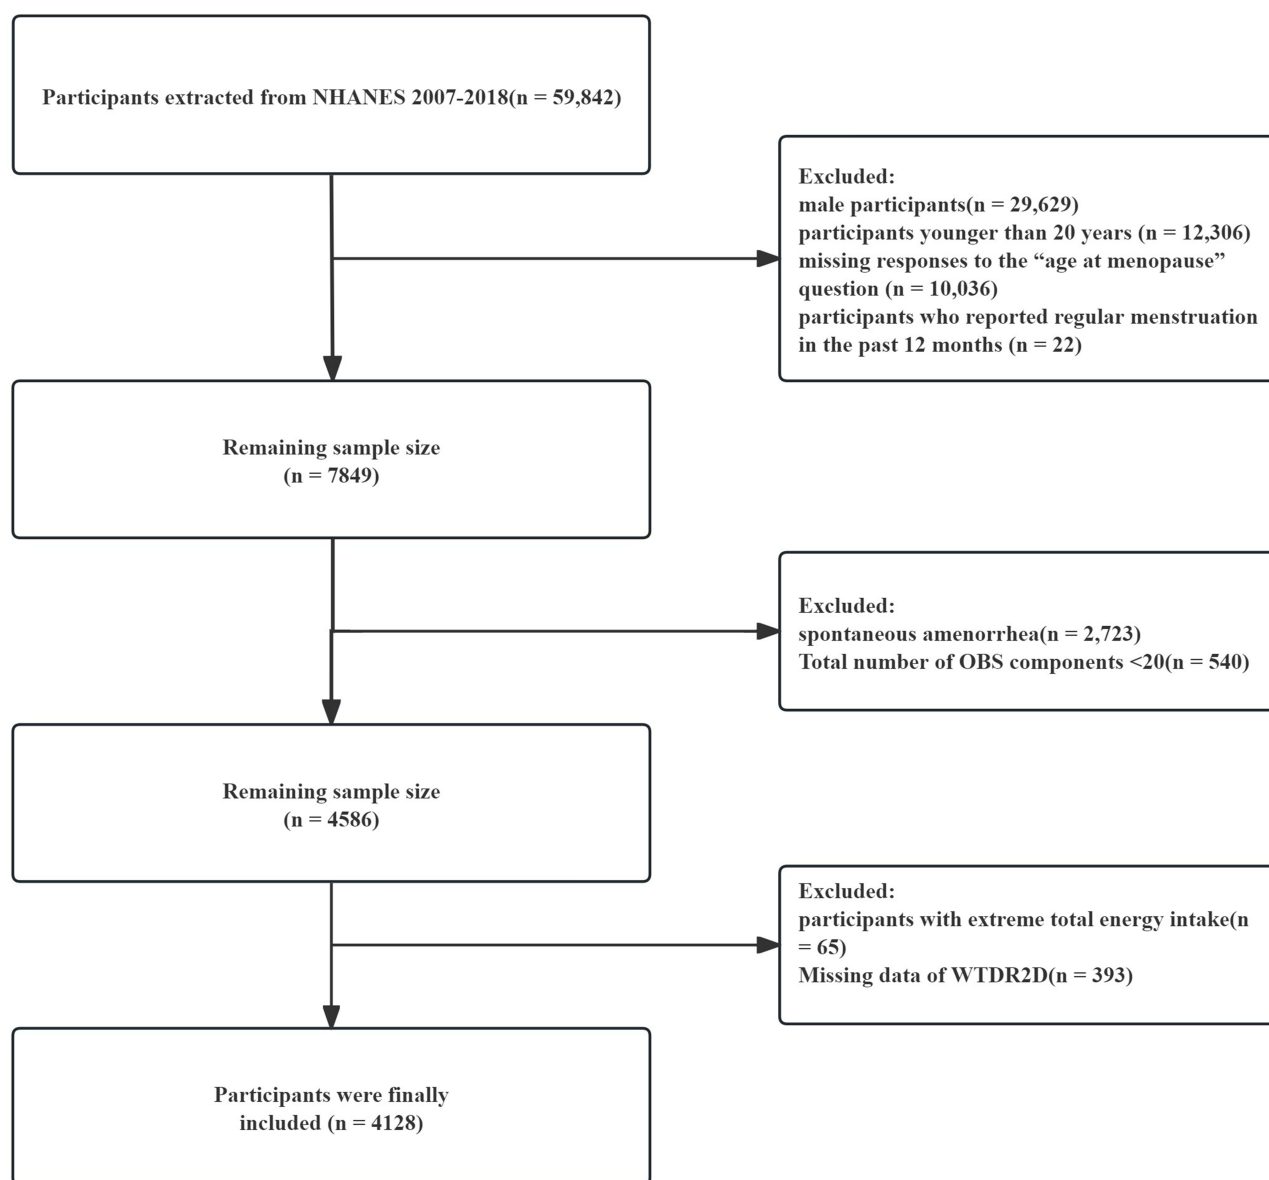 Participants extracted from NHANES 2007-2018(n = 59,842)
Excluded:
male participants(n = 29,629)
participants younger than 20 years (n = 12,306)
missing responses to the “age at menopause”
question (n = 10,036)
participants who reported regular menstruation
in the past 12 months (n = 22)
Remaining sample size
(n = 7849)
Excluded:
spontaneous amenorrhea(n = 2,723)
Total number of OBS components <20(n = 540)
Remaining sample size
(n = 4586)
Excluded:
participants with extreme total energy intake(n
= 65)
Missing data of WTDR2D(n = 393)
Participants were finally
included (n = 4128)